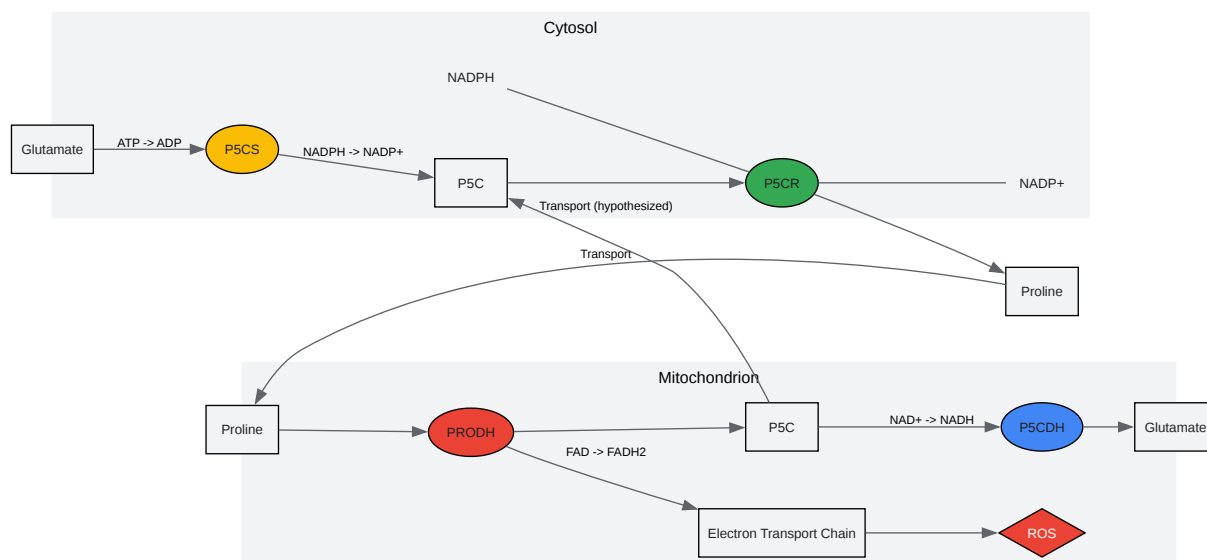 Cytosol
NADPH
Glutamate
ATP -> ADP
P5CS
NADPH -> NADP+
P5C
P5CR
NADP+
Transport (hypothesized)
Transport
Proline
Mitochondrion
Proline
PRODH
P5C
NAD+ -> NADH
P5CDH
Glutamate
FAD -> FADH2
Electron Transport Chain
ROS